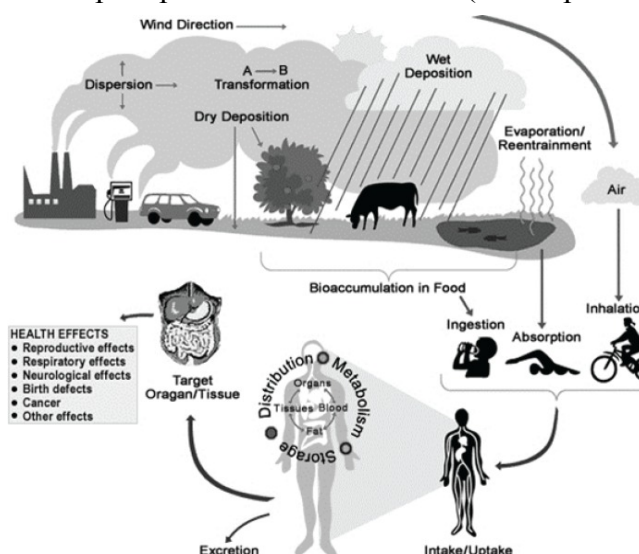 Wind Direction
Dispersion
A → B
Transformation
Wet
Deposition
Dry Deposition
Evaporation/
Reentrainment
Air
Bioaccumulation in Food
Ingestion
Absorption
Inhalatio
HEALTH EFFECTS
• Reproductive effects
• Respiratory effects
• Neurological effects
• Birth defects
• Cancer
• Other effects
Target
Oragan/Tissue
Distribution
Metabolism
Storage
Organs
Tissues Blood
Fat
Excretion
Intake/Uptake